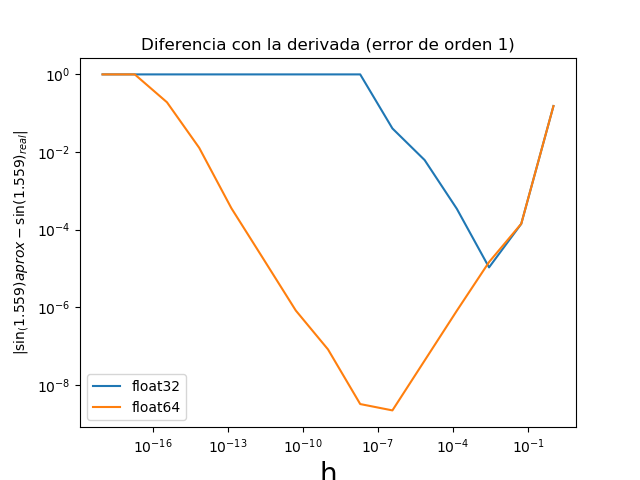 Diferencia con la derivada (error de orden 1)
|sin(1.559)aprox − sin(1.559)real|
10^0
10^-2
10^-4
10^-6
10^-8
float32
float64
10^-16
10^-13
10^-10
10^-7
10^-4
10^-1
h